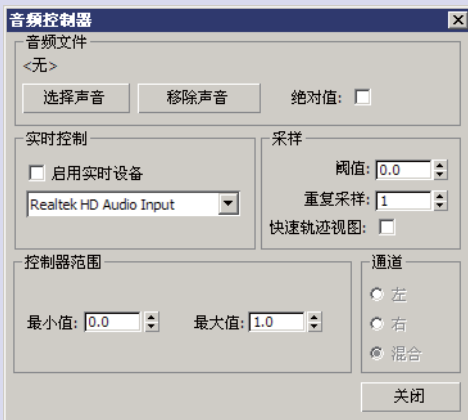 音频控制器
音频文件
<无>
选择声音 移除声音 绝对值:
实时控制
启用实时设备
Realtek HD Audio Input
采样
阈值: 0.0
重复采样: 1
快速轨迹视图:
控制器范围
最小值: 0.0 最大值: 1.0
通道
左
右
混合
关闭